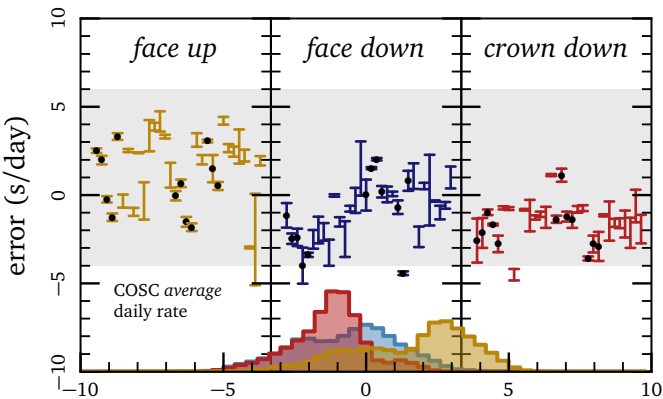 10
face up face down crown down
5
0
−5
−10
error (s/day)
COSC average
daily rate
−10 −5 0 5 10